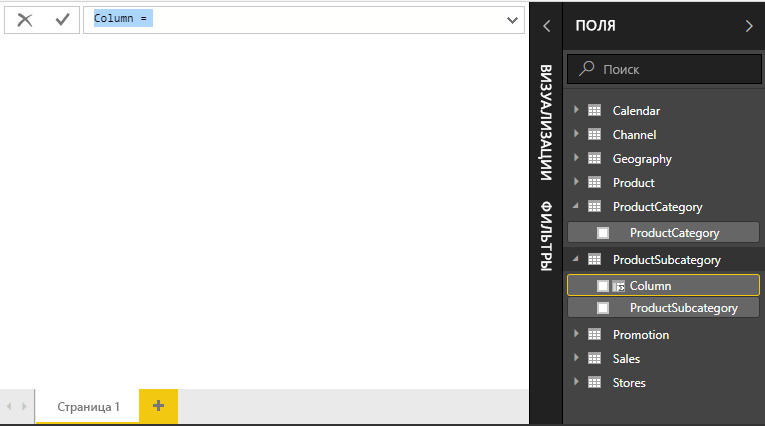 Column =
ВИЗУАЛИЗАЦИИ
ФИЛЬТРЫ
ПОЛЯ
Поиск
Calendar
Channel
Geography
Product
ProductCategory
ProductCategory
ProductSubcategory
Column
ProductSubcategory
Promotion
Sales
Stores
Страница 1